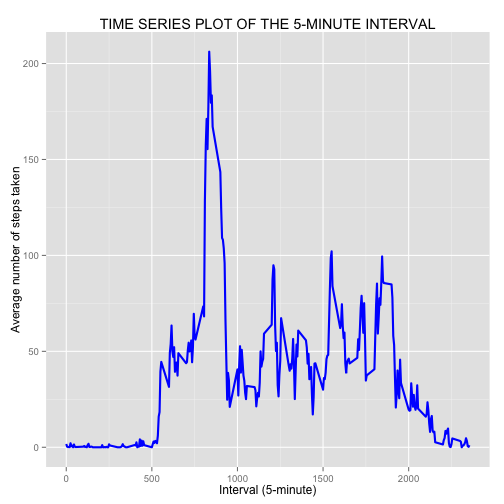 TIME SERIES PLOT OF THE 5-MINUTE INTERVAL
Average number of steps taken
200
150
100
50
0
0 500 1000 1500 2000
Interval (5-minute)